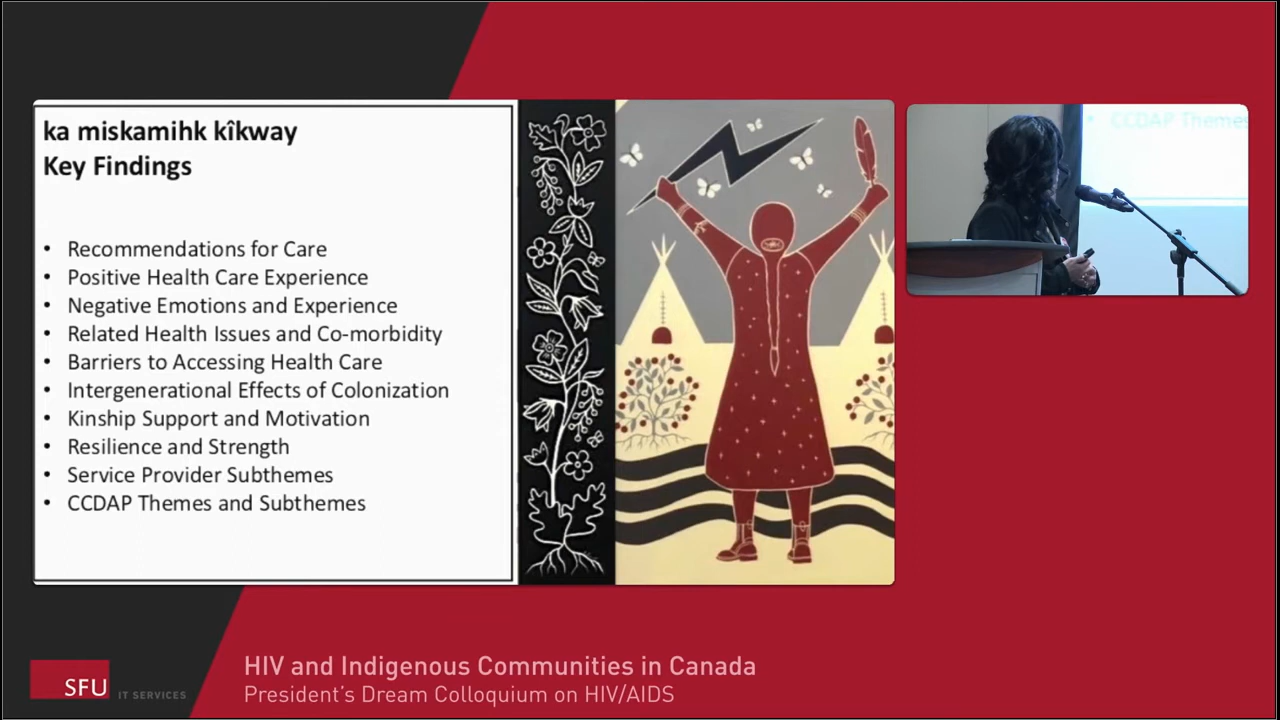 ka miskamihk kîkway
Key Findings
• Recommendations for Care
• Positive Health Care Experience
• Negative Emotions and Experience
• Related Health Issues and Co-morbidity
• Barriers to Accessing Health Care
• Intergenerational Effects of Colonization
• Kinship Support and Motivation
• Resilience and Strength
• Service Provider Subthemes
• CCDAP Themes and Subthemes
• CCDAP Themes
SFU IT SERVICES
HIV and Indigenous Communities in Canada
President's Dream Colloquium on HIV/AIDS